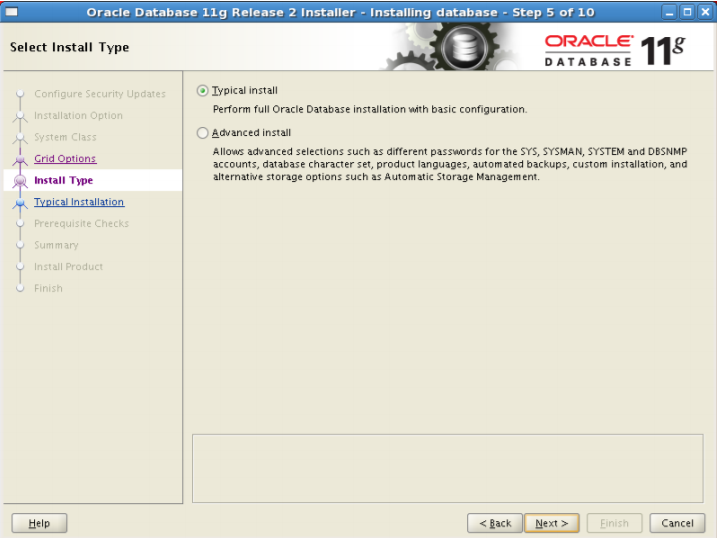 Oracle Database 11g Release 2 Installer - Installing database - Step 5 of 10
Select Install Type
ORACLE
DATABASE 11g
Configure Security Updates
Installation Option
System Class
Grid Options
Install Type
Typical Installation
Prerequisite Checks
Summary
Install Product
Finish
Typical install
Perform full Oracle Database installation with basic configuration.
Advanced install
Allows advanced selections such as different passwords for the SYS, SYSMAN, SYSTEM and DBSNMP
accounts, database character set, product languages, automated backups, custom installation, and
alternative storage options such as Automatic Storage Management.
Help
< Back
Next >
Finish
Cancel